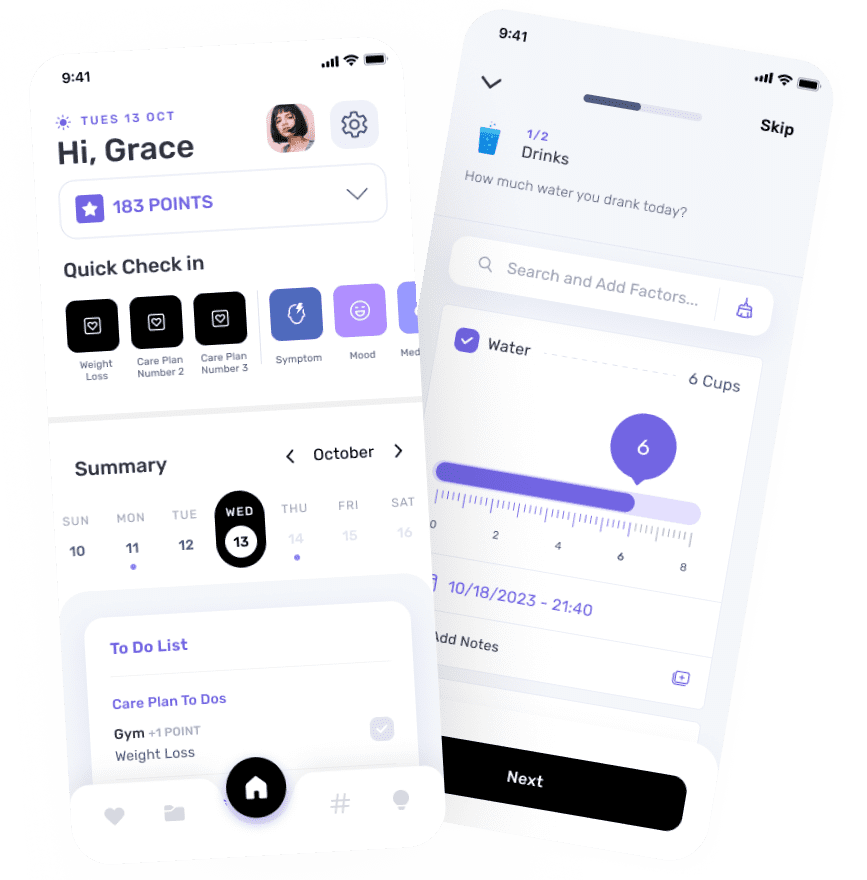 9:41
TUES 13 OCT
Hi, Grace
183 POINTS
Quick Check in
Weight
Loss
Care Plan
Number 2
Care Plan
Number 3
Symptom
Mood
Med
Summary
October
SUN MON TUE WED THU FRI SAT
10 11 12 13 14 15 16
To Do List
Care Plan To Dos
Gym +1 POINT
Weight Loss
#
9:41
Skip
1/2
Drinks
How much water you drank today?
Search and Add Factors...
Water 6 Cups
6
0 2 4 6 8
10/18/2023 - 21:40
Add Notes
Next